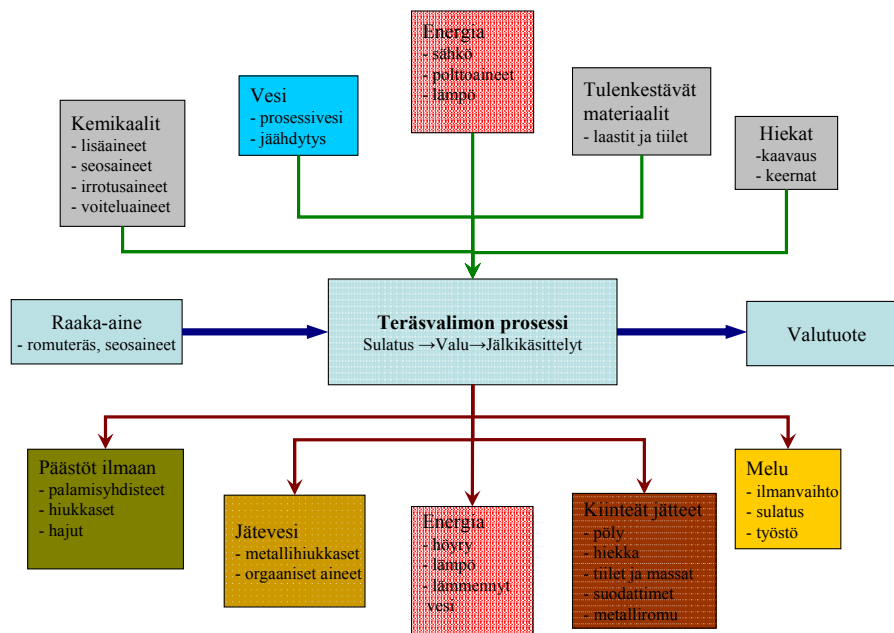 Energia
- sähkö
- polttoaineet
- lämpö
Vesi
- prosessivesi
- jäähdytys
Tulenkestävät
materiaalit
- laastit ja tiilet
Kemikaalit
- lisäaineet
- seosaineet
- irrotusaineet
- voiteluaineet
Hiekat
-kaavaus
- keernat
Raaka-aine
- romuteräs, seosaineet
Teräsvalimon prosessi
Sulatus →Valu→Jälkikäsittelyt
Valutuote
Päästöt ilmaan
- palamisyhdisteet
- hiukkaset
- hajut
Jätevesi
- metallihiukkaset
- orgaaniset aineet
Energia
- höyry
- lämpö
- lämmennyt
vesi
Kiinteät jätteet
- pöly
- hiekka
- tiilet ja massat
- suodattimet
- metalliromu
Melu
- ilmanvaihto
- sulatus
- työstö